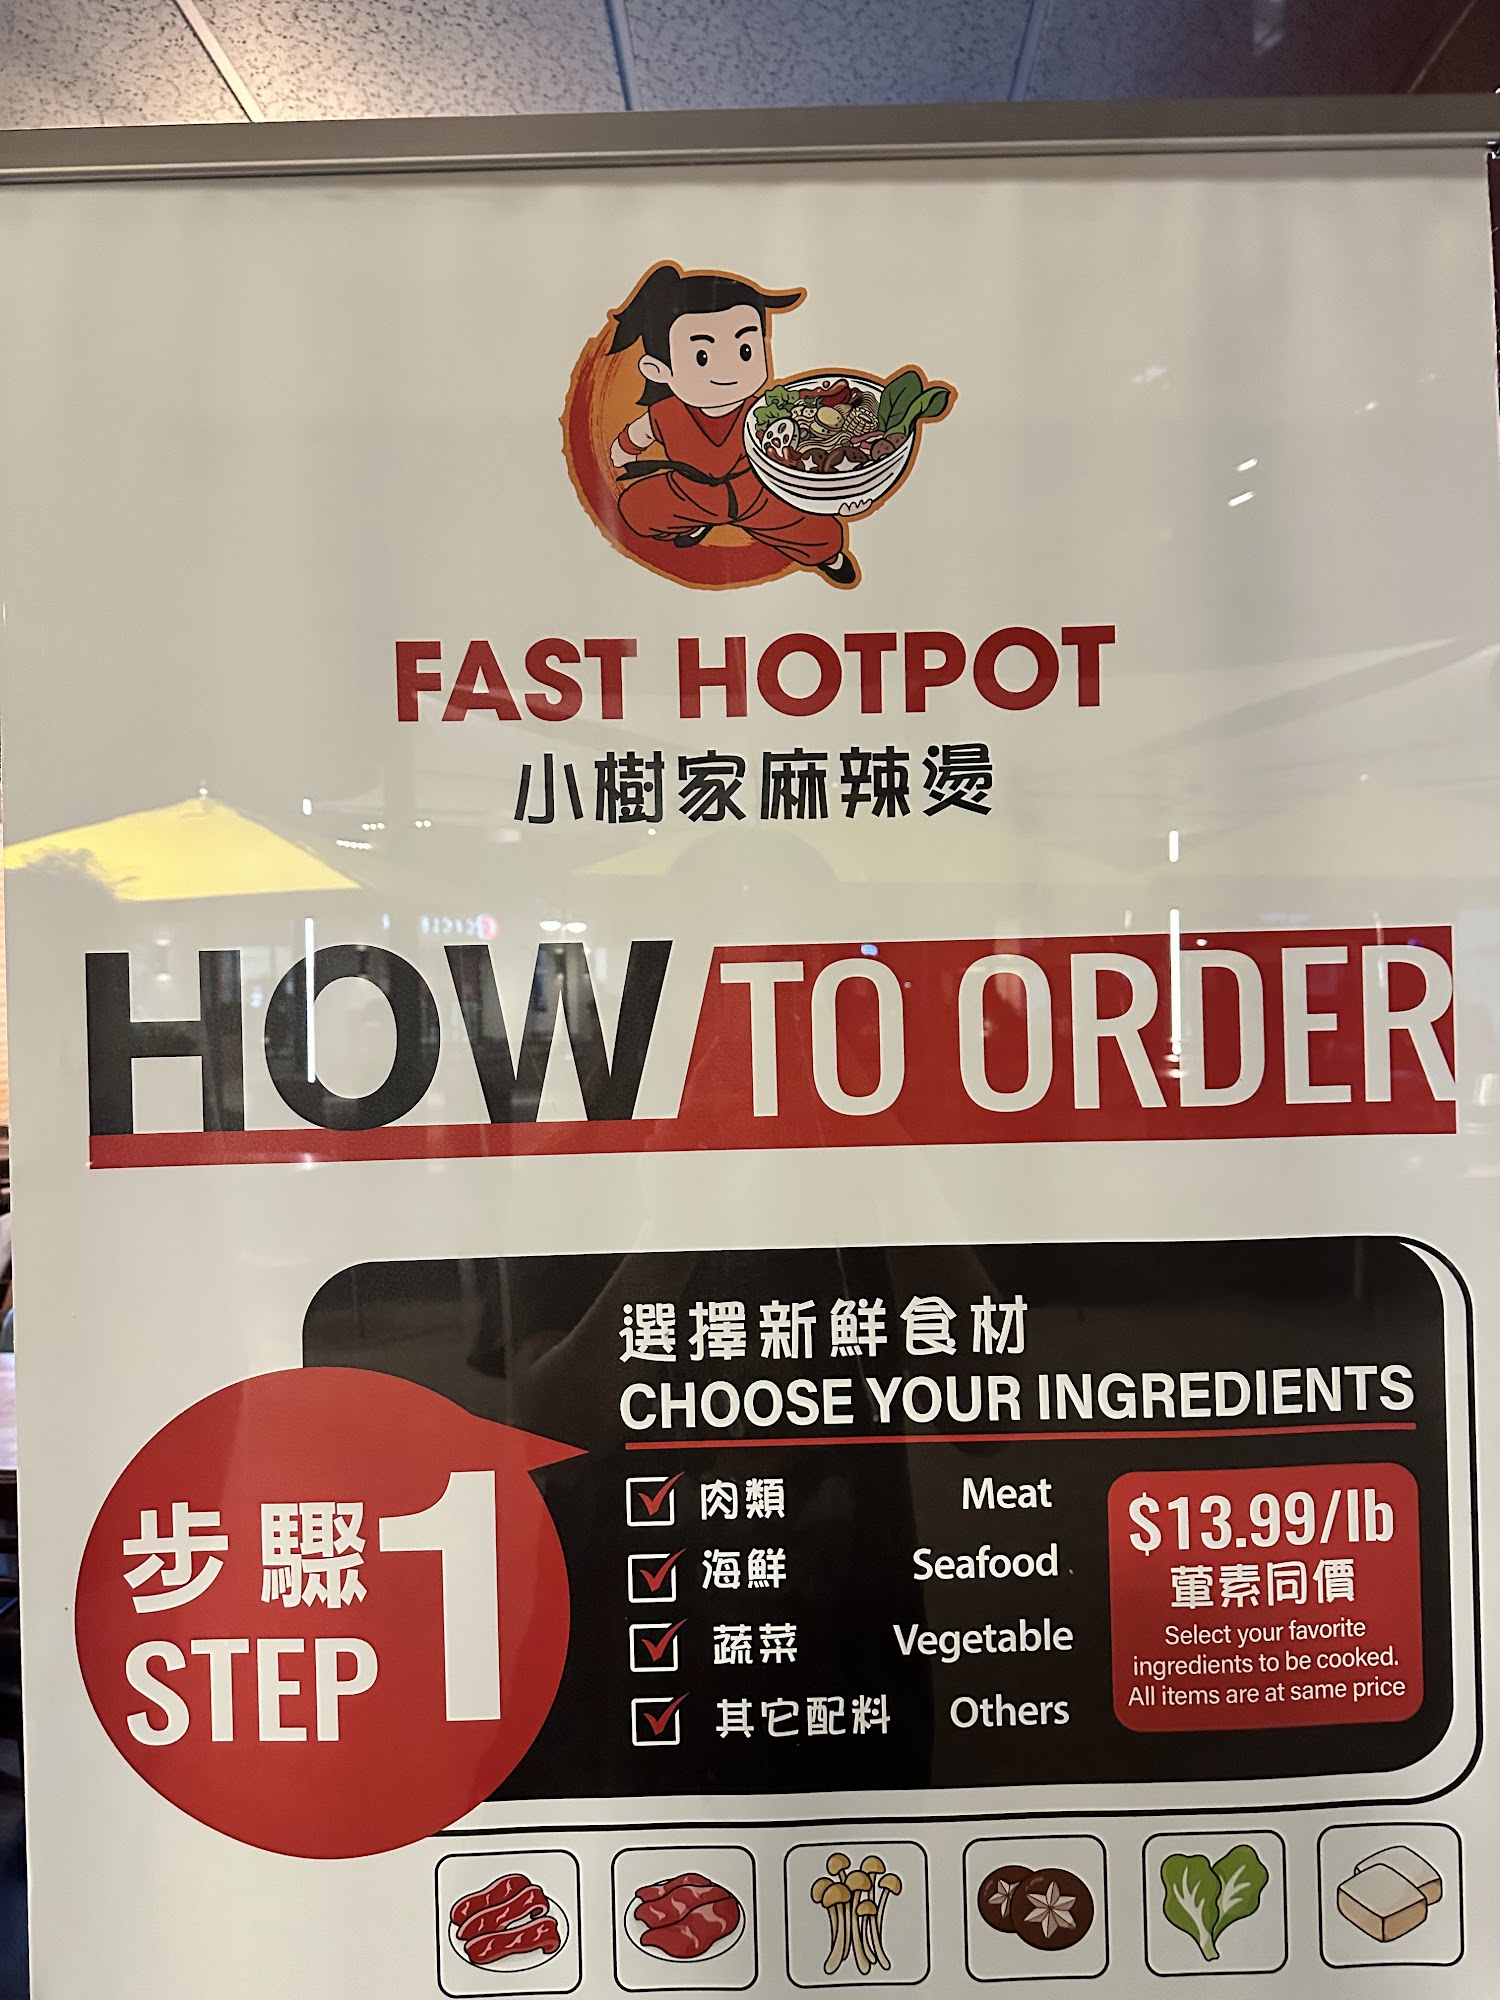 FAST HOTPOT
小樹家麻辣燙
HOW/TO ORDER
步驟1
STEP
選擇新鮮食材
CHOOSE YOUR INGREDIENTS
肉類 Meat
海鮮 Seafood
蔬菜 Vegetable
其它配料 Others
$13.99/lb
葷素同價
Select your favorite
ingredients to be cooked.
All items are at same price